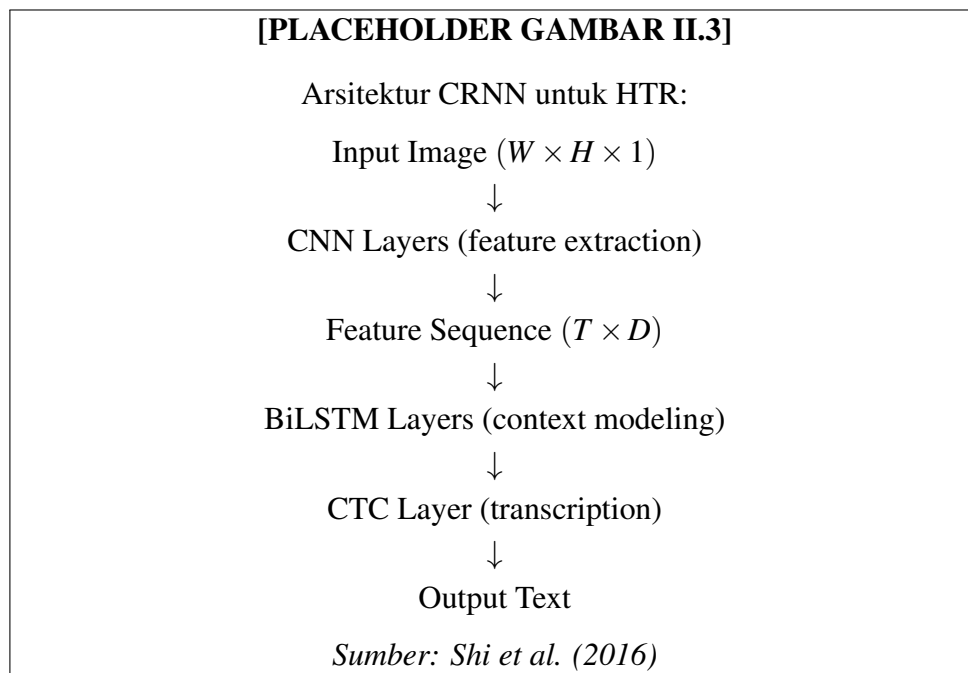 [PLACEHOLDER GAMBAR II.3]
Arsitektur CRNN untuk HTR:
Input Image (W × H × 1)
↓
CNN Layers (feature extraction)
↓
Feature Sequence (T × D)
↓
BiLSTM Layers (context modeling)
↓
CTC Layer (transcription)
↓
Output Text
Sumber: Shi et al. (2016)